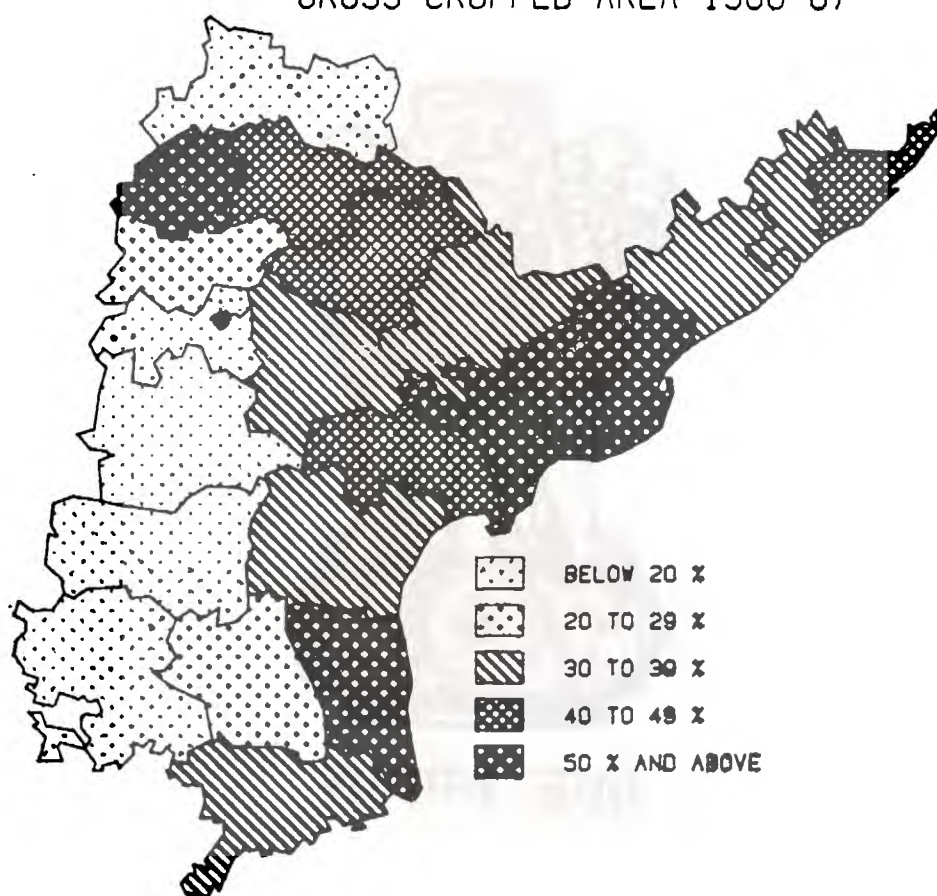 GROSS CROPPED AREA
BELOW 20 %
20 TO 29 %
30 TO 39 %
40 TO 49 %
50 % AND ABOVE